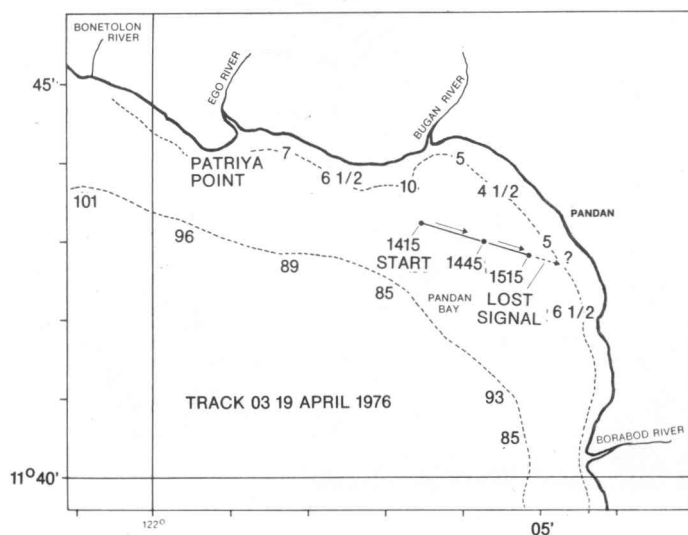 BONETOLON
RIVER
EGO RIVER
BUGAN RIVER
45'
PATRIYA
POINT
7
6 1/2
10
5
4 1/2
PANDAN
101
96
89
85
1415
START
1445
1515
5
?
LOST
SIGNAL
PANDAN
BAY
6 1/2
TRACK 03 19 APRIL 1976
93
85
BORABOD RIVER
11°40'
122°
05'